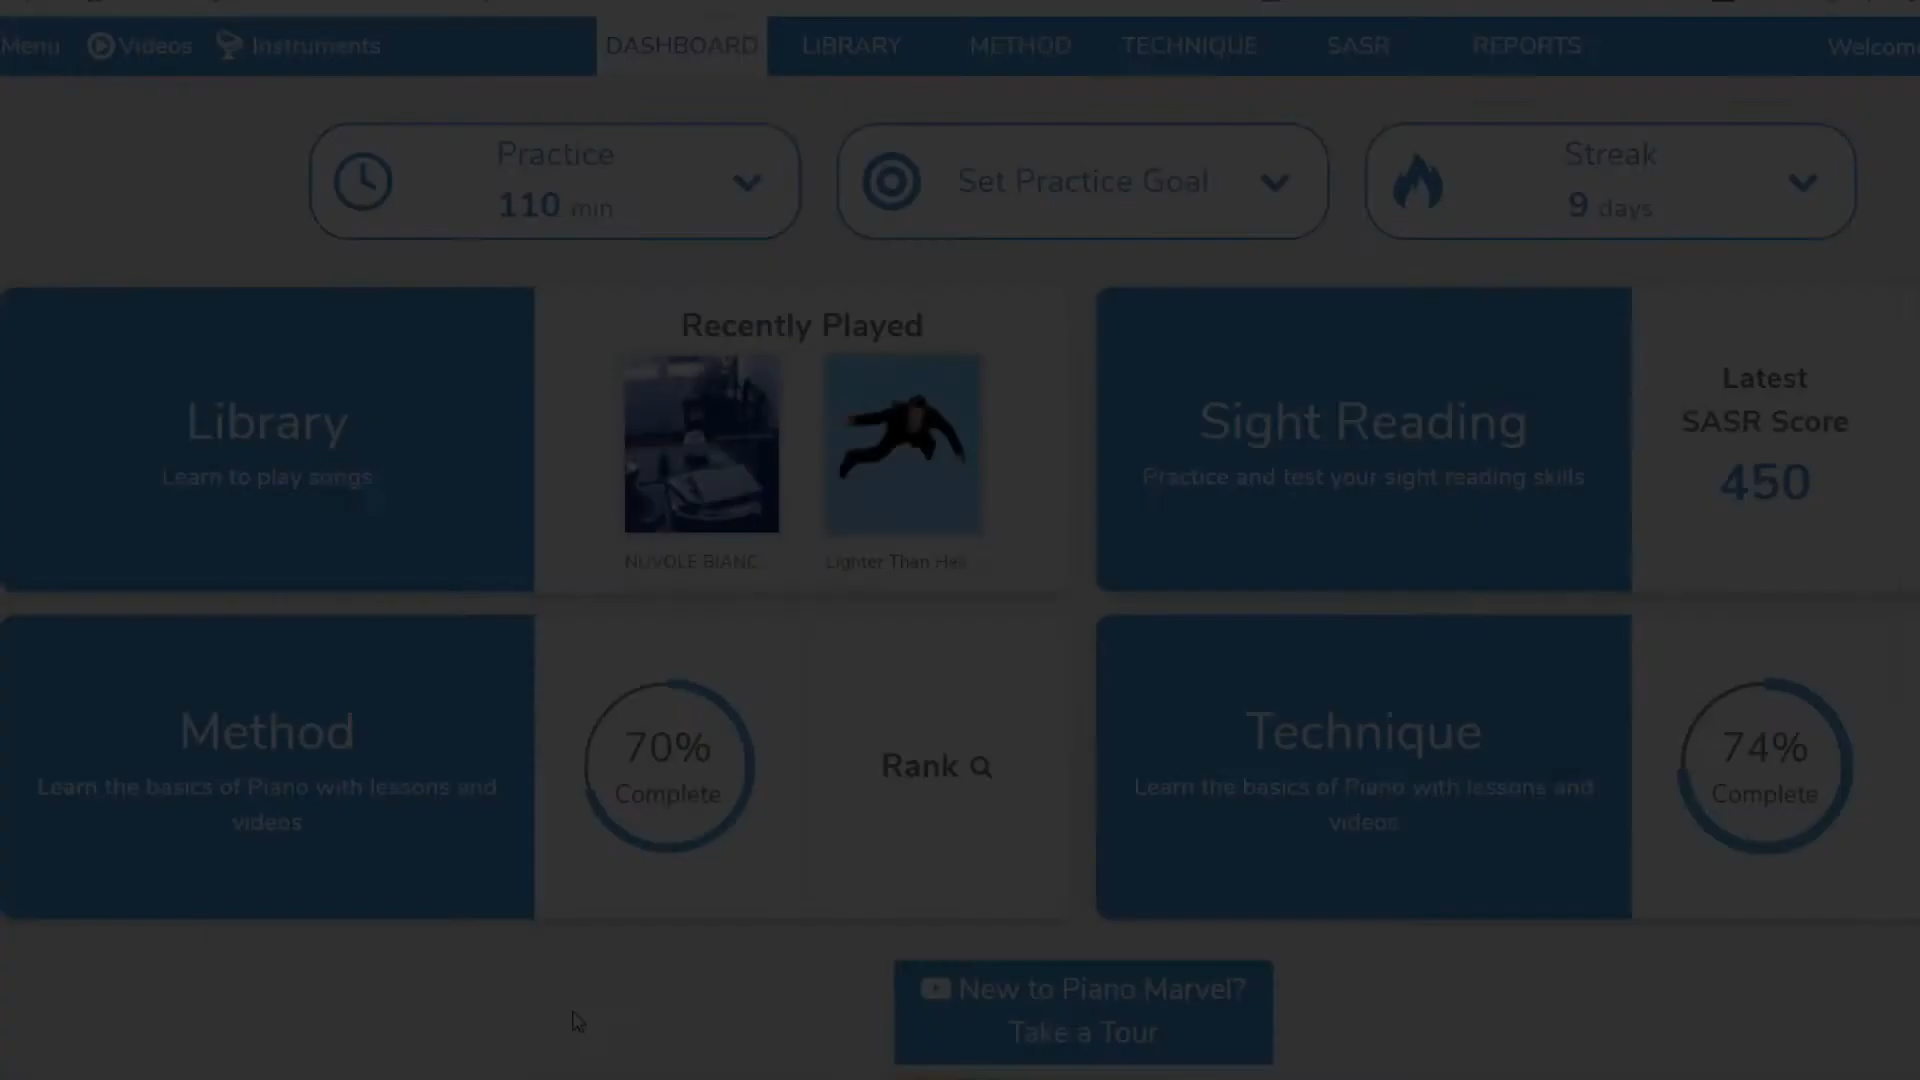 Menu Videos Instruments DASHBOARD LIBRARY METHOD TECHNIQUE SASR REPORTS Welcome
Practice
110 min
Set Practice Goal
Streak
9 days
Library
Learn to play songs
Recently Played
NUVOLE BIANC
Lighter Than
Sight Reading
Practice and test your sight reading skills
Latest
SASR Score
450
Method
Learn the basics of Piano with lessons and
videos
70%
Complete
Rank
Technique
Learn the basics of Piano with lessons and
videos
74%
Complete
New to Piano Marvel?
Take a Tour